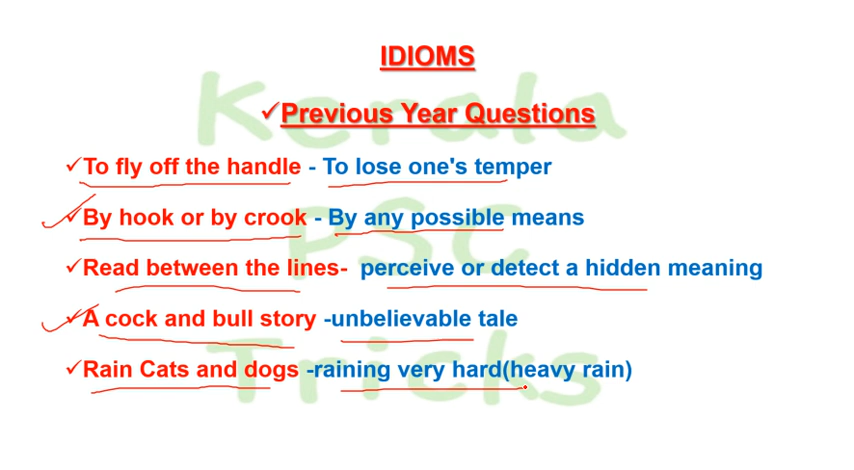 IDIOMS
✓Previous Year Questions
✓To fly off the handle - To lose one's temper
✓By hook or by crook - By any possible means
✓Read between the lines-  perceive or detect a hidden meaning
✓A cock and bull story -unbelievable tale
✓Rain Cats and dogs -raining very hard(heavy rain)
Kerala
PSC
Tricks